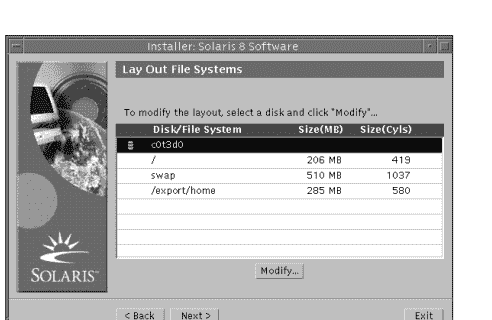 Installer: Solaris 8 Software
Lay Out File Systems
To modify the layout, select a disk and click "Modify"...
Disk/File System Size(MB) Size(Cyls)
c0t3d0
/ 206 MB 419
swap 510 MB 1037
/export/home 285 MB 580
Modify...
SOLARIS™
< Back Next > Exit